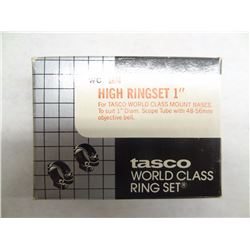 WC
HIGH RINGSET 1"
For TASCO WORLD CLASS MOUNT BASES.
To suit 1" Diam. Scope Tube with 48-56mm
objective bell.
tasco
WORLD CLASS
RING SET®